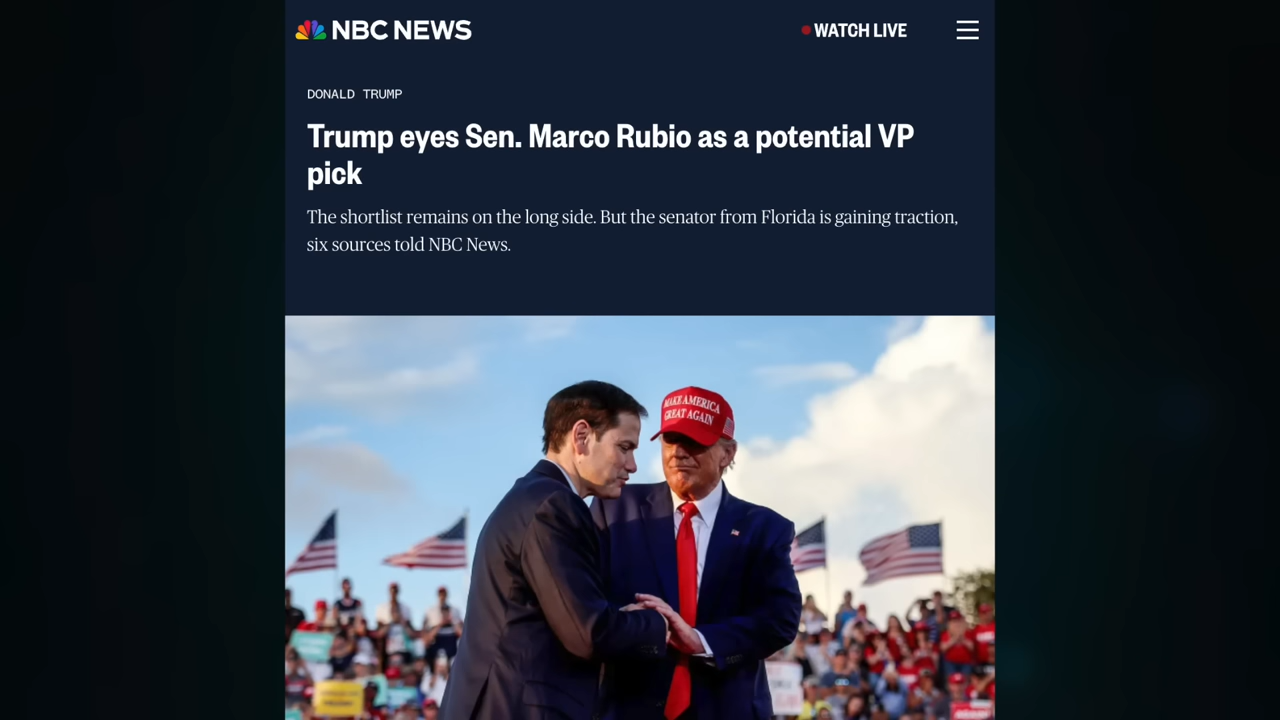 NBC NEWS
WATCH LIVE
DONALD TRUMP
Trump eyes Sen. Marco Rubio as a potential VP
pick
The shortlist remains on the long side. But the senator from Florida is gaining traction,
six sources told NBC News.
MAKE AMERICA
GREAT AGAIN